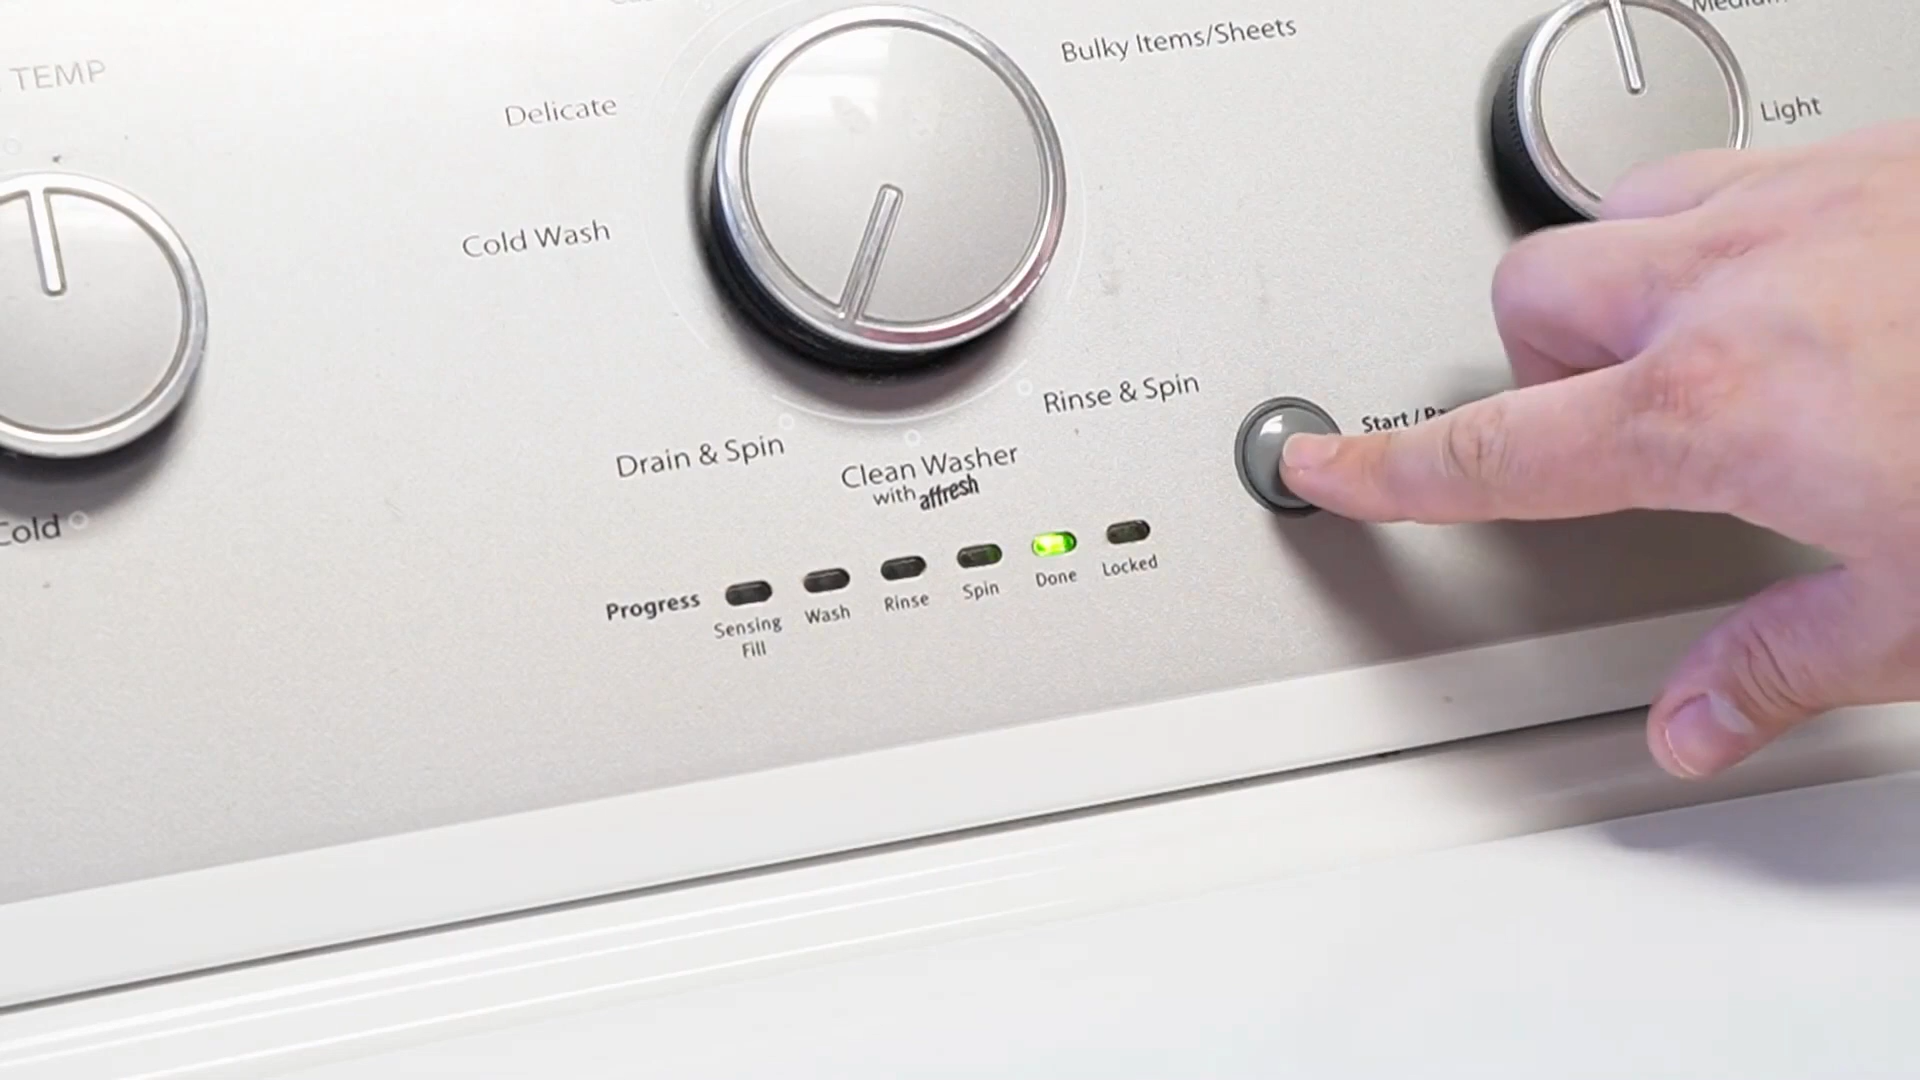 TEMP
Bulky Items/Sheets
Delicate
Light
Cold Wash
Rinse & Spin
Start /
Drain & Spin
Clean Washer
with affresh
Cold
Progress
Sensing
Fill
Wash
Rinse
Spin
Done
Locked